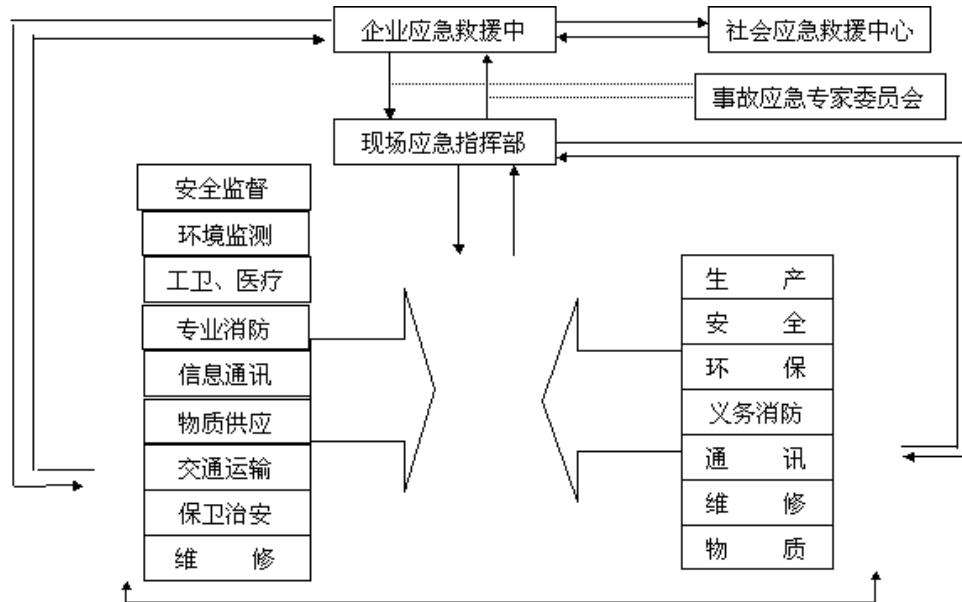 企业应急救援中
社会应急救援中心
事故应急专家委员会
现场应急指挥部
安全监督
环境监测
工卫、医疗
专业消防
信息通讯
物质供应
交通运输
保卫治安
维 修
生 产
安 全
环 保
义务消防
通 讯
维 修
物 质